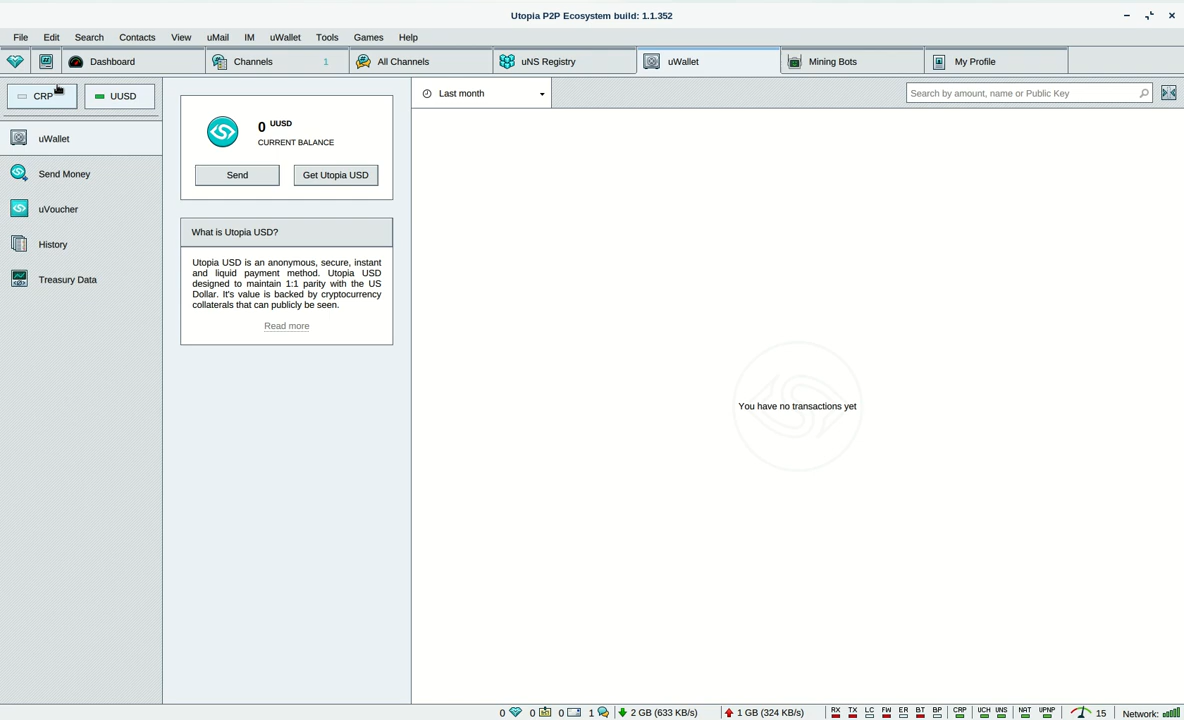 Utopia P2P Ecosystem build: 1.1.352
File Edit Search Contacts View uMail IM uWallet Tools Games Help
Dashboard Channels 1 All Channels uNS Registry uWallet Mining Bots My Profile
CRP UUSD
uWallet
Send Money
uVoucher
History
Treasury Data
0 UUSD
CURRENT BALANCE
Send Get Utopia USD
What is Utopia USD?
Utopia USD is an anonymous, secure, instant
and liquid payment method. Utopia USD
designed to maintain 1:1 parity with the US
Dollar. It's value is backed by cryptocurrency
collaterals that can publicly be seen.
Read more
Last month
Search by amount, name or Public Key
You have no transactions yet
0 0 0 1 2 GB (633 KB/s) 1 GB (324 KB/s) RX TX LC FW ER BT BP CRP UCH UNS NAT UPNP 15 Network: